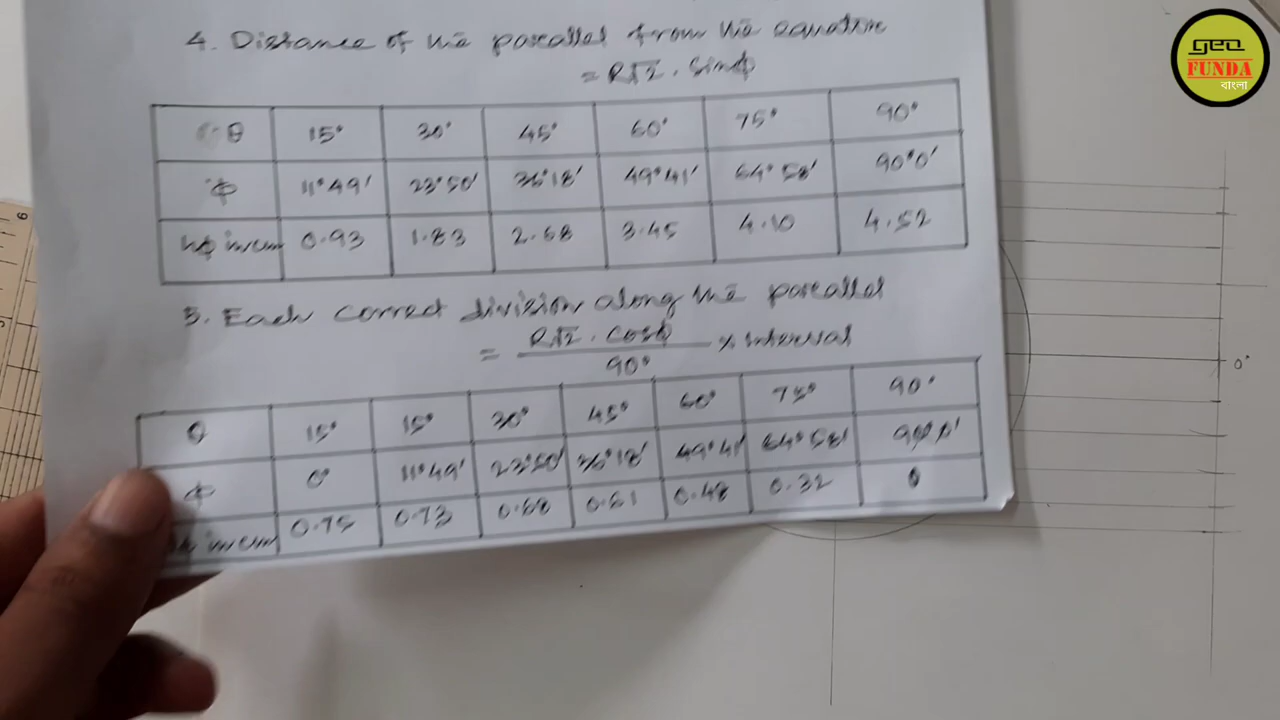 4. Distance of the parallel from the equator
= R√2 . sinφ
θ 15° 30° 45° 60° 75° 90°
φ 11°49' 23°50' 36°18' 49°41' 64°58' 90°0'
in cm 0.93 1.83 2.68 3.45 4.10 4.52
5. Each correct division along the parallel
= R√2 . cosφ / 90° × interval
θ 15° 15° 30° 45° 60° 75° 90°
φ 0° 11°49' 23°50' 36°18' 49°41' 64°58'
in cm 0.75 0.73 0.68 0.61 0.48 0.32 0
geo
FUNDA
বাংলা
0°
6